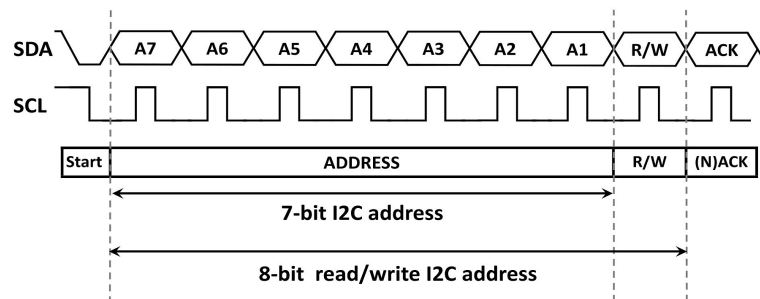 SDA A7 A6 A5 A4 A3 A2 A1 R/W ACK
SCL
Start ADDRESS R/W (N)ACK
7-bit I2C address
8-bit read/write I2C address